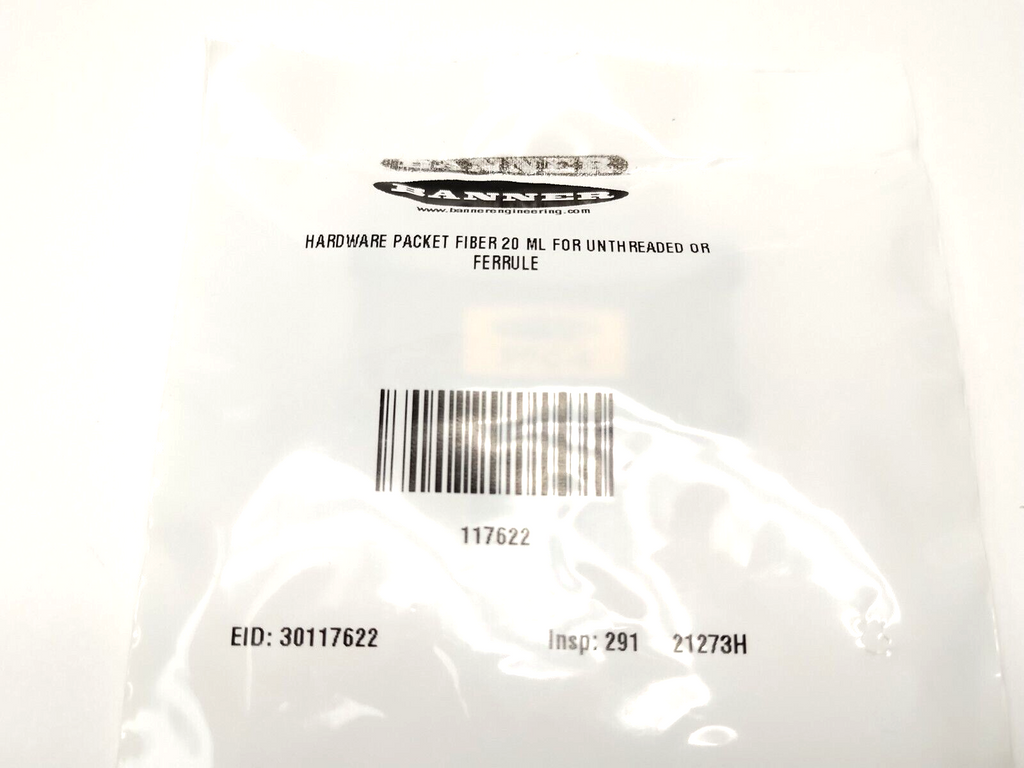 BANNER
BANNER
www.bannerengineering.com
HARDWARE PACKET FIBER 20 ML FOR UNTHREADED OR
FERRULE
117622
EID: 30117622 Insp: 291 21273H